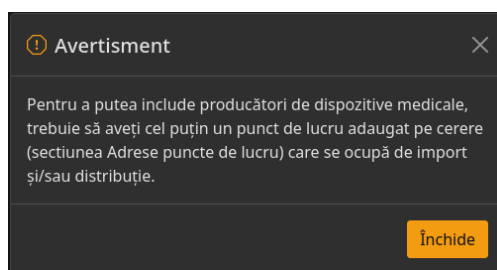 Avertisment
Pentru a putea include producători de dispozitive medicale,
trebuie să aveți cel puțin un punct de lucru adaugat pe cerere
(sectiunea Adrese puncte de lucru) care se ocupă de import
și/sau distribuție.
Închide